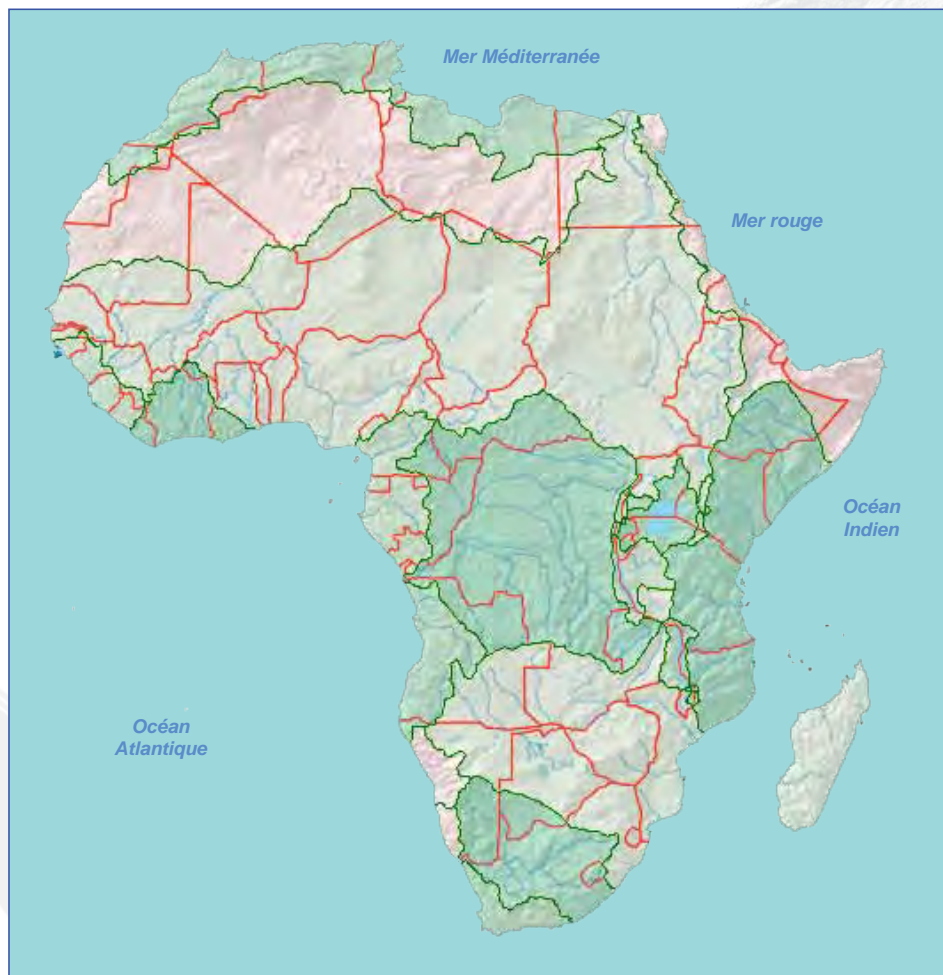 Mer Méditerranée
Mer rouge
Océan
Indien
Océan
Atlantique